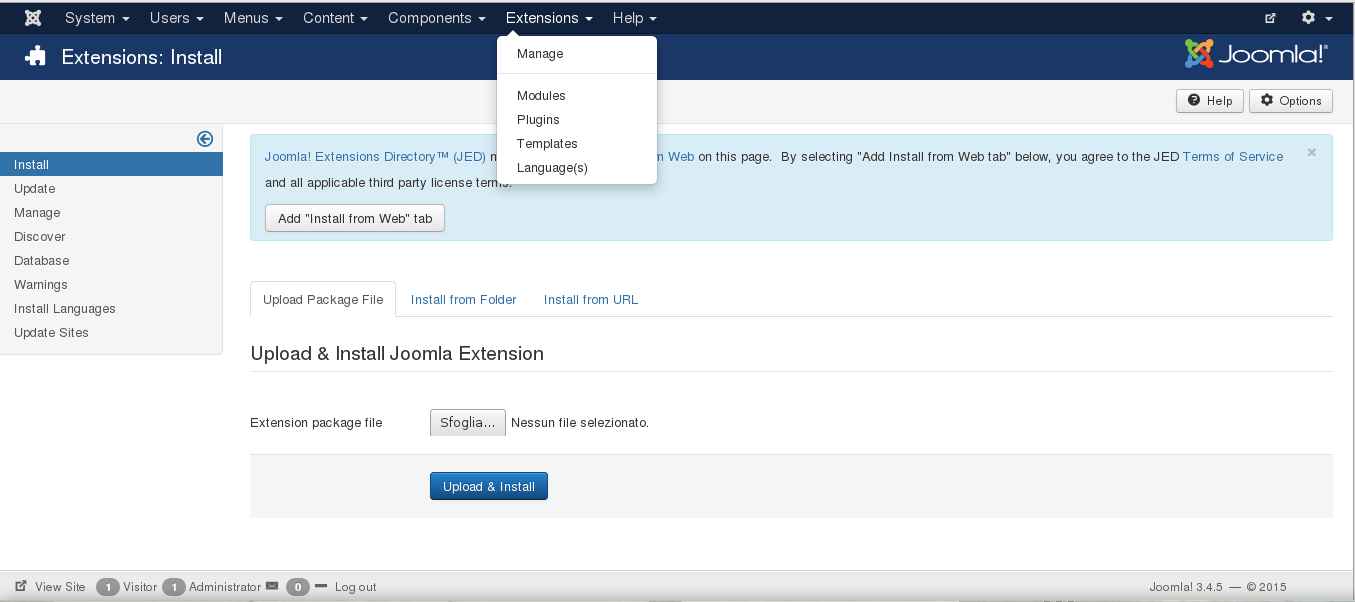 System Users Menus Content Components Extensions Help
Extensions: Install
Joomla!®
Manage
Modules
Plugins
Templates
Language(s)
Help Options
Install
Update
Manage
Discover
Database
Warnings
Install Languages
Update Sites
Joomla! Extensions Directory™ (JED) m Web on this page. By selecting "Add Install from Web tab" below, you agree to the JED Terms of Service ×
and all applicable third party license terms.
Add "Install from Web" tab
Upload Package File Install from Folder Install from URL
Upload & Install Joomla Extension
Extension package file Sfoglia... Nessun file selezionato.
Upload & Install
View Site 1 Visitor 1 Administrator 0 Log out Joomla! 3.4.5 — © 2015